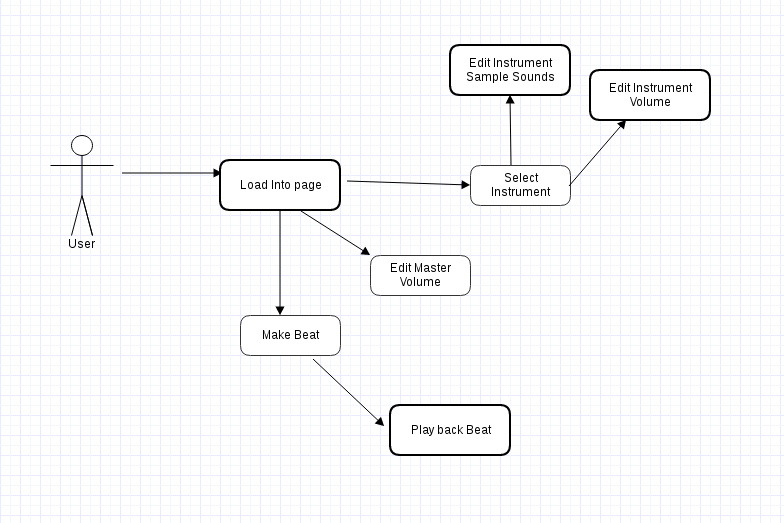 Edit Instrument
Sample Sounds
Edit Instrument
Volume
Load Into page
Select
Instrument
User
Edit Master
Volume
Make Beat
Play back Beat